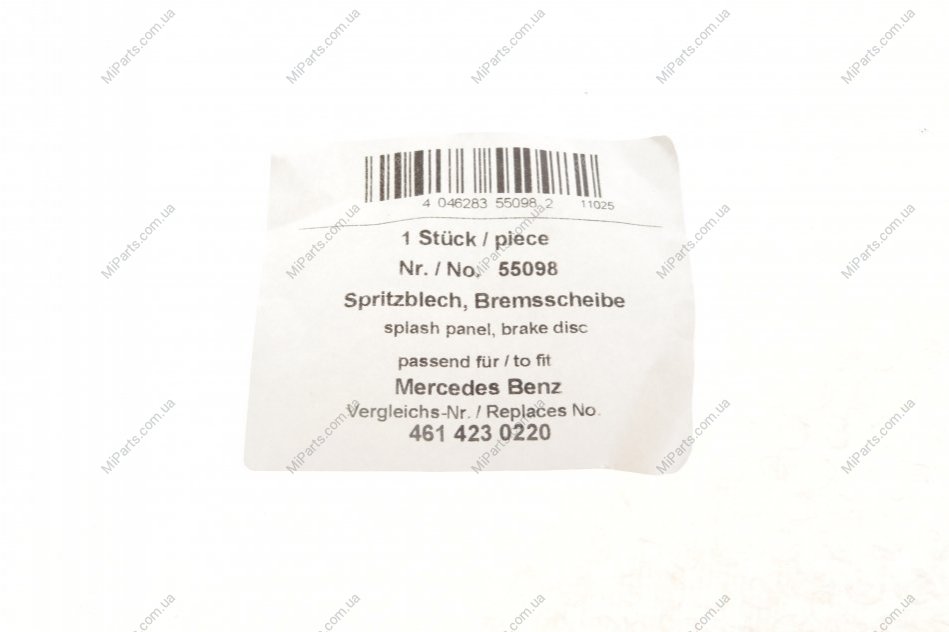 4 046283 55098 2 11025
1 Stück / piece
Nr. / No. 55098
Spritzblech, Bremsscheibe
splash panel, brake disc
passend für / to fit
Mercedes Benz
Vergleichs-Nr. / Replaces No.
461 423 0220
MiParts.com.ua